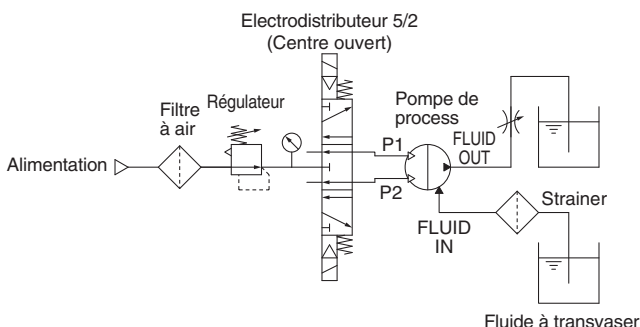 Electrodistributeur 5/2
(Centre ouvert)
Filtre
à air
Régulateur
Pompe de
process
Alimentation
P1
P2
FLUID
OUT
FLUID
IN
Strainer
Fluide à transvaser